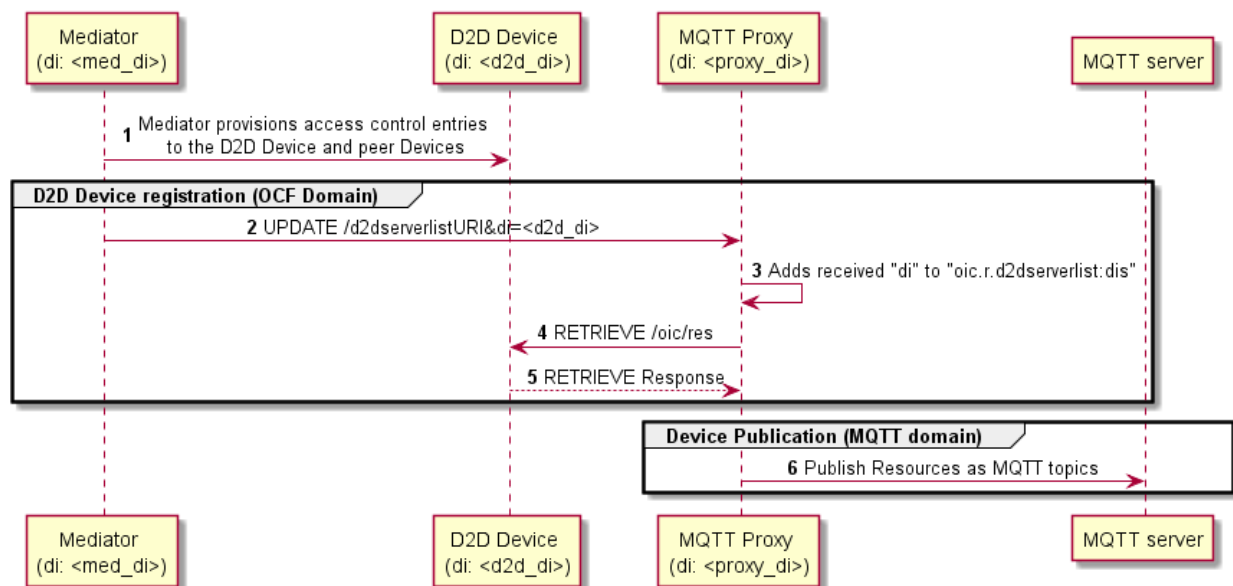 Mediator
(di: <med_di>)
D2D Device
(di: <d2d_di>)
MQTT Proxy
(di: <proxy_di>)
MQTT server
1 Mediator provisions access control entries
to the D2D Device and peer Devices
D2D Device registration (OCF Domain)
2 UPDATE /d2dserverlistURI&di=<d2d_di>
3 Adds received "di" to "oic.r.d2dserverlist:dis"
4 RETRIEVE /oic/res
5 RETRIEVE Response
Device Publication (MQTT domain)
6 Publish Resources as MQTT topics
Mediator
(di: <med_di>)
D2D Device
(di: <d2d_di>)
MQTT Proxy
(di: <proxy_di>)
MQTT server